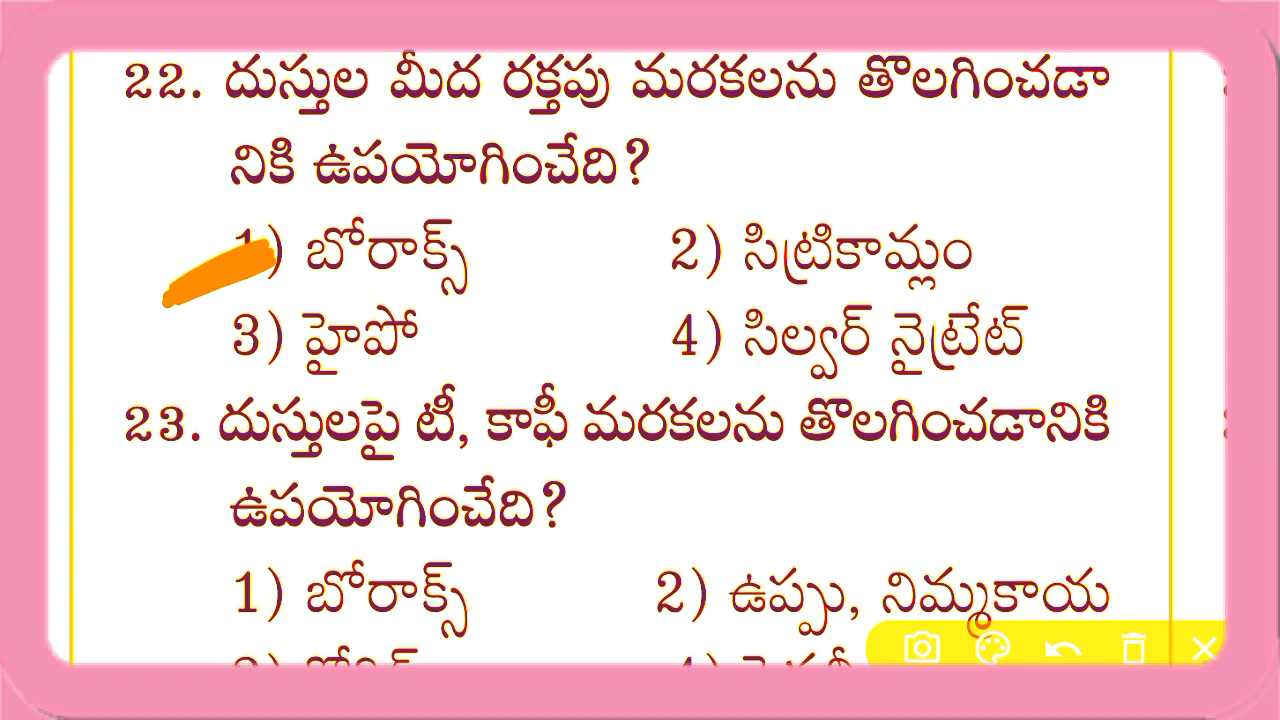 22. దుస్తుల మీద రక్తపు మరకలను తొలగించడా
నికి ఉపయోగించేది?
1) బోరాక్స్ 2) సిట్రికామ్లం
3) హైపో 4) సిల్వర్ నైట్రేట్
23. దుస్తులపై టీ, కాఫీ మరకలను తొలగించడానికి
ఉపయోగించేది?
1) బోరాక్స్ 2) ఉప్పు, నిమ్మకాయ